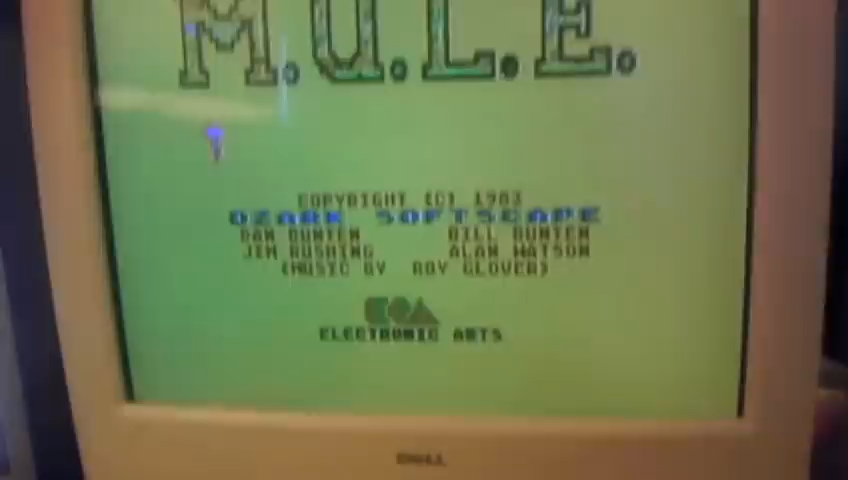 M.U.L.E.
COPYRIGHT (C) 1983
OZARK SOFTSCAPE
DAN BUNTEN BILL BUNTEN
JIM RUSHING ALAN WATSON
(MUSIC BY ROY GLOVER)
ELECTRONIC ARTS
DELL